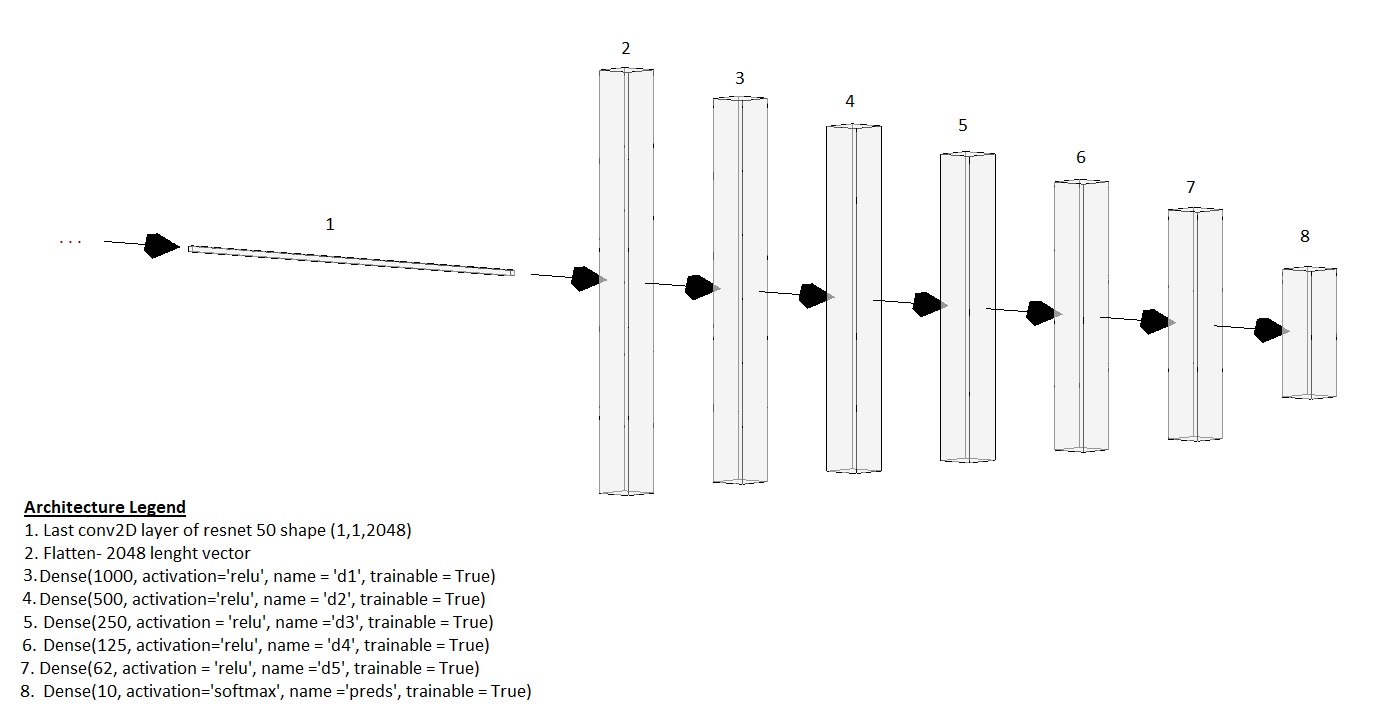 2
3
4
5
6
7
8
1
...
Architecture Legend
1. Last conv2D layer of resnet 50 shape (1,1,2048)
2. Flatten- 2048 lenght vector
3.Dense(1000, activation='relu', name = 'd1', trainable = True)
4.Dense(500, activation='relu', name = 'd2', trainable = True)
5. Dense(250, activation = 'relu', name ='d3', trainable = True)
6. Dense(125, activation='relu', name = 'd4', trainable = True)
7. Dense(62, activation = 'relu', name ='d5', trainable = True)
8. Dense(10, activation='softmax', name ='preds', trainable = True)